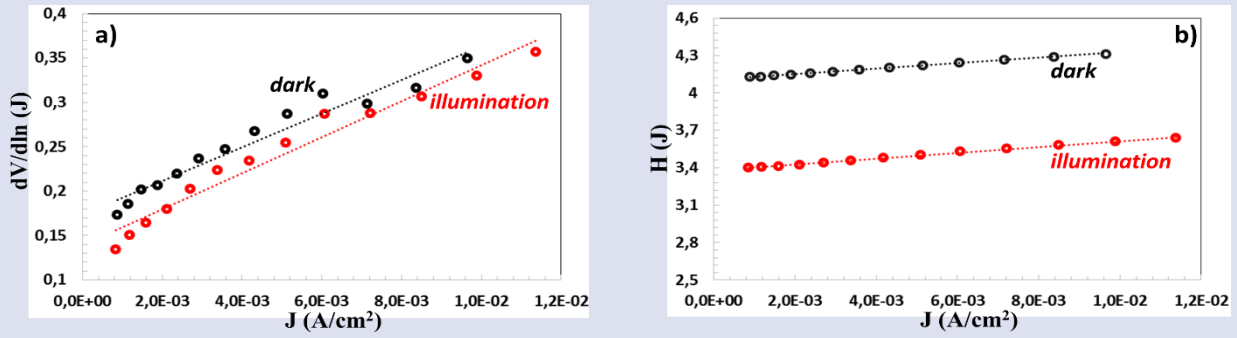 a)
dV/dln (J)
0,4
0,35
0,3
0,25
0,2
0,15
0,1
dark
illumination
0,0E+00 2,0E-03 4,0E-03 6,0E-03 8,0E-03 1,0E-02 1,2E-02
J (A/cm²)
b)
H (J)
4,6
4,3
4
3,7
3,4
3,1
2,8
2,5
dark
illumination
0,0E+00 2,0E-03 4,0E-03 6,0E-03 8,0E-03 1,0E-02 1,2E-02
J (A/cm²)